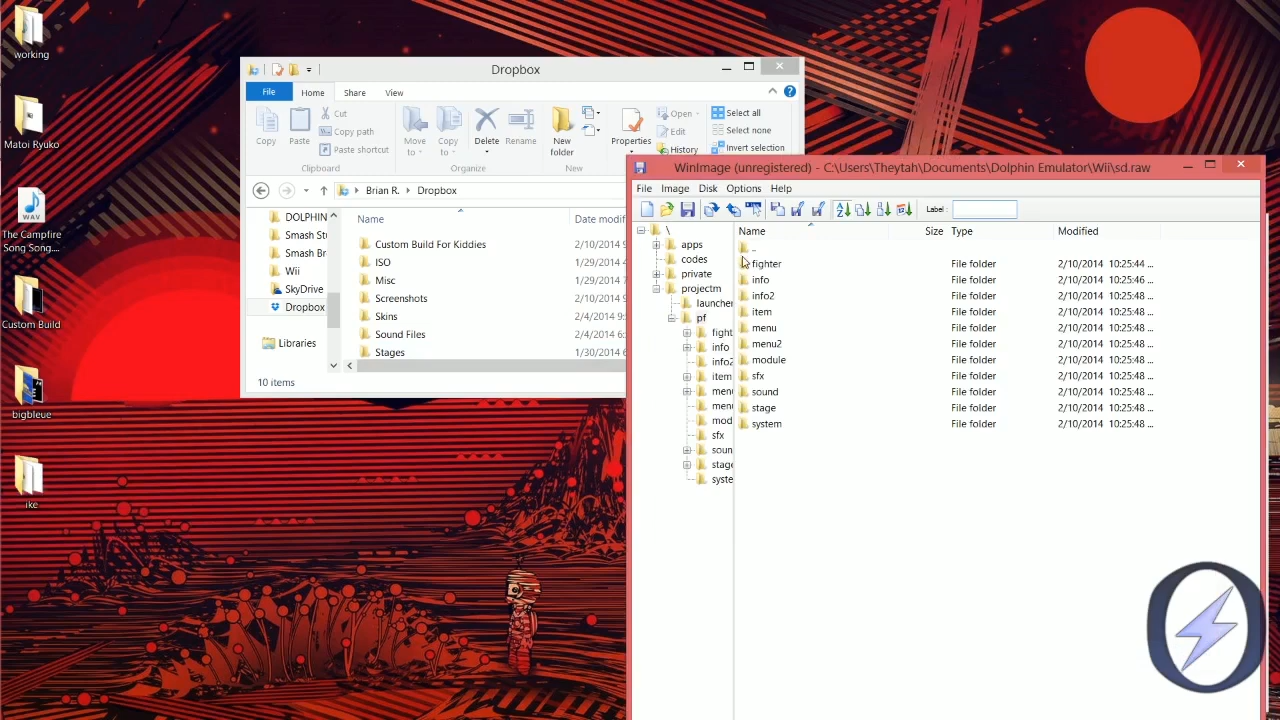 working
Matoi Ryuko
WAV
The Campfire
Song Song....
Custom Build
bigbleue
ike
Dropbox
File
Home
Share
View
Copy
Paste
Cut
Copy path
Paste shortcut
Clipboard
Move
to
Copy
to
Delete
Rename
Organize
New
folder
New
Properties
Open
Edit
History
Select all
Select none
Invert selection
Brian R.
Dropbox
DOLPHIN
Smash Stu
Smash Br
Wii
SkyDrive
Dropbox
Libraries
Name
Date modif
Custom Build For Kiddies
2/10/2014 9
ISO
1/29/2014 4
Misc
1/29/2014 7
Screenshots
2/10/2014 9:
Skins
2/4/2014 9:
Sound Files
2/4/2014 6:
Stages
1/30/2014 6
10 items
WinImage (unregistered) - C:\Users\Theytah\Documents\Dolphin Emulator\Wii\sd.raw
File Image Disk Options Help
Label :
\
apps
codes
private
projectm
launcher
pf
fight
info
info2
item
men
men
mod
sfx
soun
stage
syste
Name Size Type Modified
..
fighter File folder 2/10/2014 10:25:44 ...
info File folder 2/10/2014 10:25:46 ...
info2 File folder 2/10/2014 10:25:48 ...
item File folder 2/10/2014 10:25:48 ...
menu File folder 2/10/2014 10:25:48 ...
menu2 File folder 2/10/2014 10:25:48 ...
module File folder 2/10/2014 10:25:48 ...
sfx File folder 2/10/2014 10:25:48 ...
sound File folder 2/10/2014 10:25:48 ...
stage File folder 2/10/2014 10:25:48 ...
system File folder 2/10/2014 10:25:48 ...